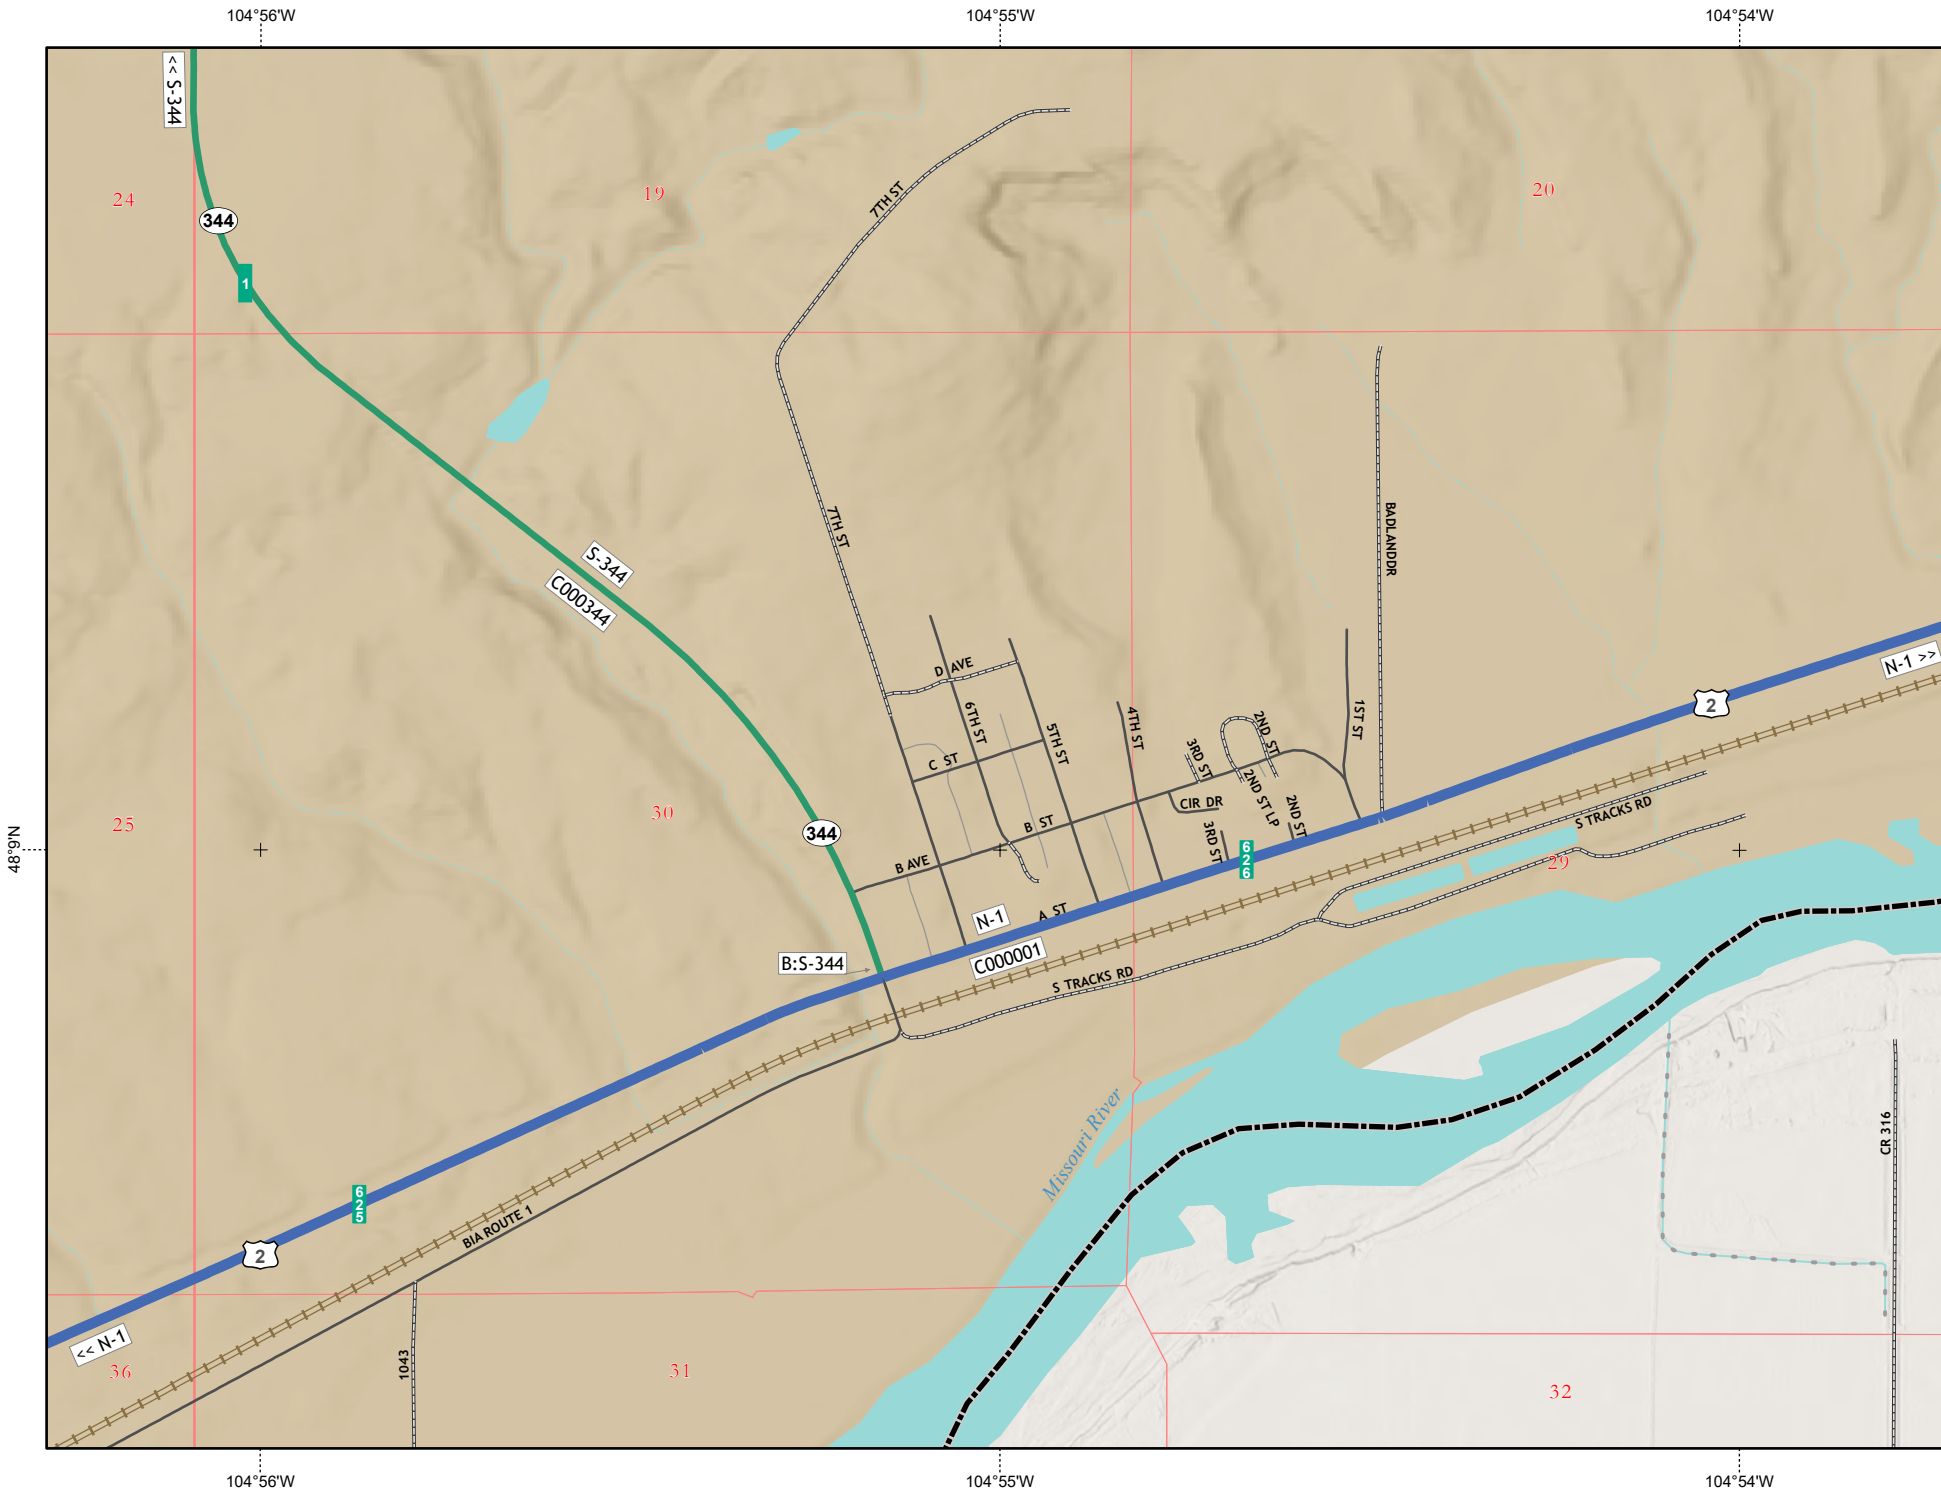 104°56'W
104°55'W
104°54'W
<< S-344
24
19
20
344
1
7TH ST
7TH ST
BADLANDR
S-344
C000344
N-1 >>
2
D AVE
6TH ST
5TH ST
4TH ST
3RD ST
2ND ST
1ST ST
C ST
2ND ST LP
CIR DR
2ND ST
3RD ST
S TRACKS RD
25
30
344
48°9'N
B ST
B AVE
626
29
A ST
N-1
C000001
B:S-344
S TRACKS RD
Missouri River
CR 316
625
BIA ROUTE 1
2
<< N-1
36
1043
31
32
104°56'W
104°55'W
104°54'W